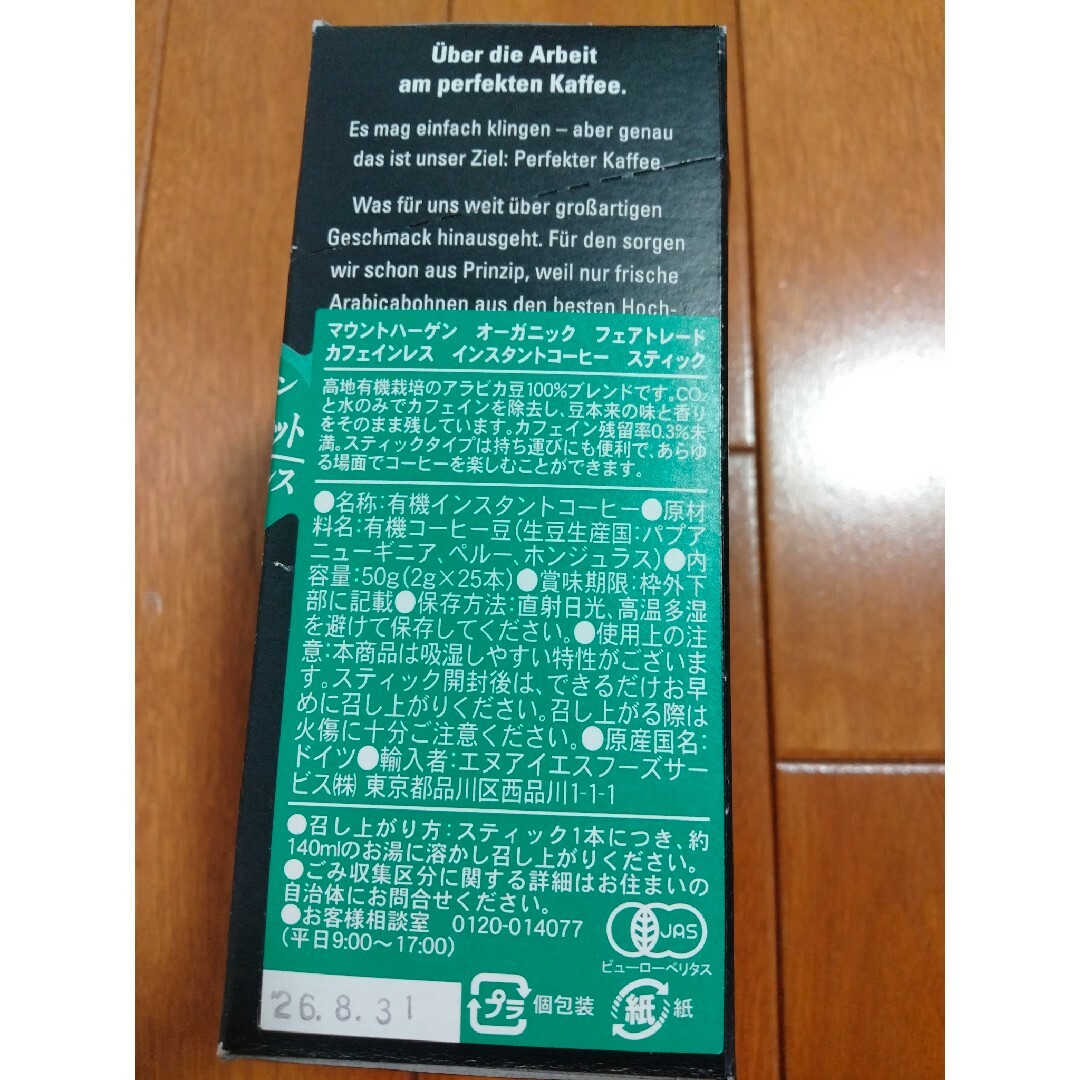 Über die Arbeit
am perfekten Kaffee.
Es mag einfach klingen – aber genau
das ist unser Ziel: Perfekter Kaffee.
Was für uns weit über großartigen
Geschmack hinausgeht. Für den sorgen
wir schon aus Prinzip, weil nur frische
Arabicabohnen aus den besten Hoch-
ン
ット
ス
マウントハーゲン オーガニック フェアトレード
カフェインレス インスタントコーヒー スティック
高地有機栽培のアラビカ豆100%ブレンドです。CO₂
と水のみでカフェインを除去し、豆本来の味と香り
をそのまま残しています。カフェイン残留率0.3%未
満。スティックタイプは持ち運びにも便利で、あらゆ
る場面でコーヒーを楽しむことができます。
●名称:有機インスタントコーヒー●原材
料名:有機コーヒー豆(生豆生産国:パプア
ニューギニア、ペルー、ホンジュラス)●内
容量:50g(2g×25本)●賞味期限:枠外下
部に記載●保存方法:直射日光、高温多湿
を避けて保存してください。●使用上の注
意:本商品は吸湿しやすい特性がございま
す。スティック開封後は、できるだけお早
めに召し上がりください。召し上がる際は
火傷に十分ご注意ください。●原産国名:
ドイツ●輸入者:エヌアイエスフーズサー
ビス㈱ 東京都品川区西品川1-1-1
●召し上がり方:スティック1本につき、約
140mlのお湯に溶かし召し上がりください。
●ごみ収集区分に関する詳細はお住まいの
自治体にお問合せください。
●お客様相談室 0120-014077
(平日9:00~17:00)
JAS
ビューローベリタス
26.8.31
プラ 個包装 紙 紙